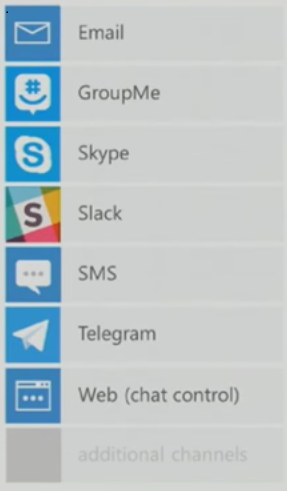 Email
GroupMe
Skype
S
Slack
SMS
Telegram
Web (chat control)
additional channels